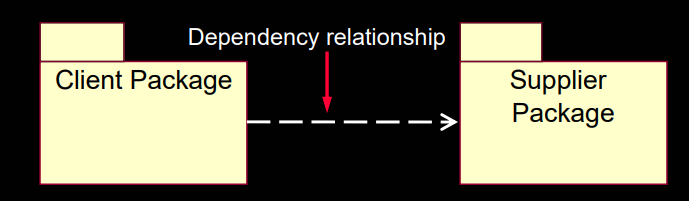 Dependency relationship
Client Package
Supplier
Package